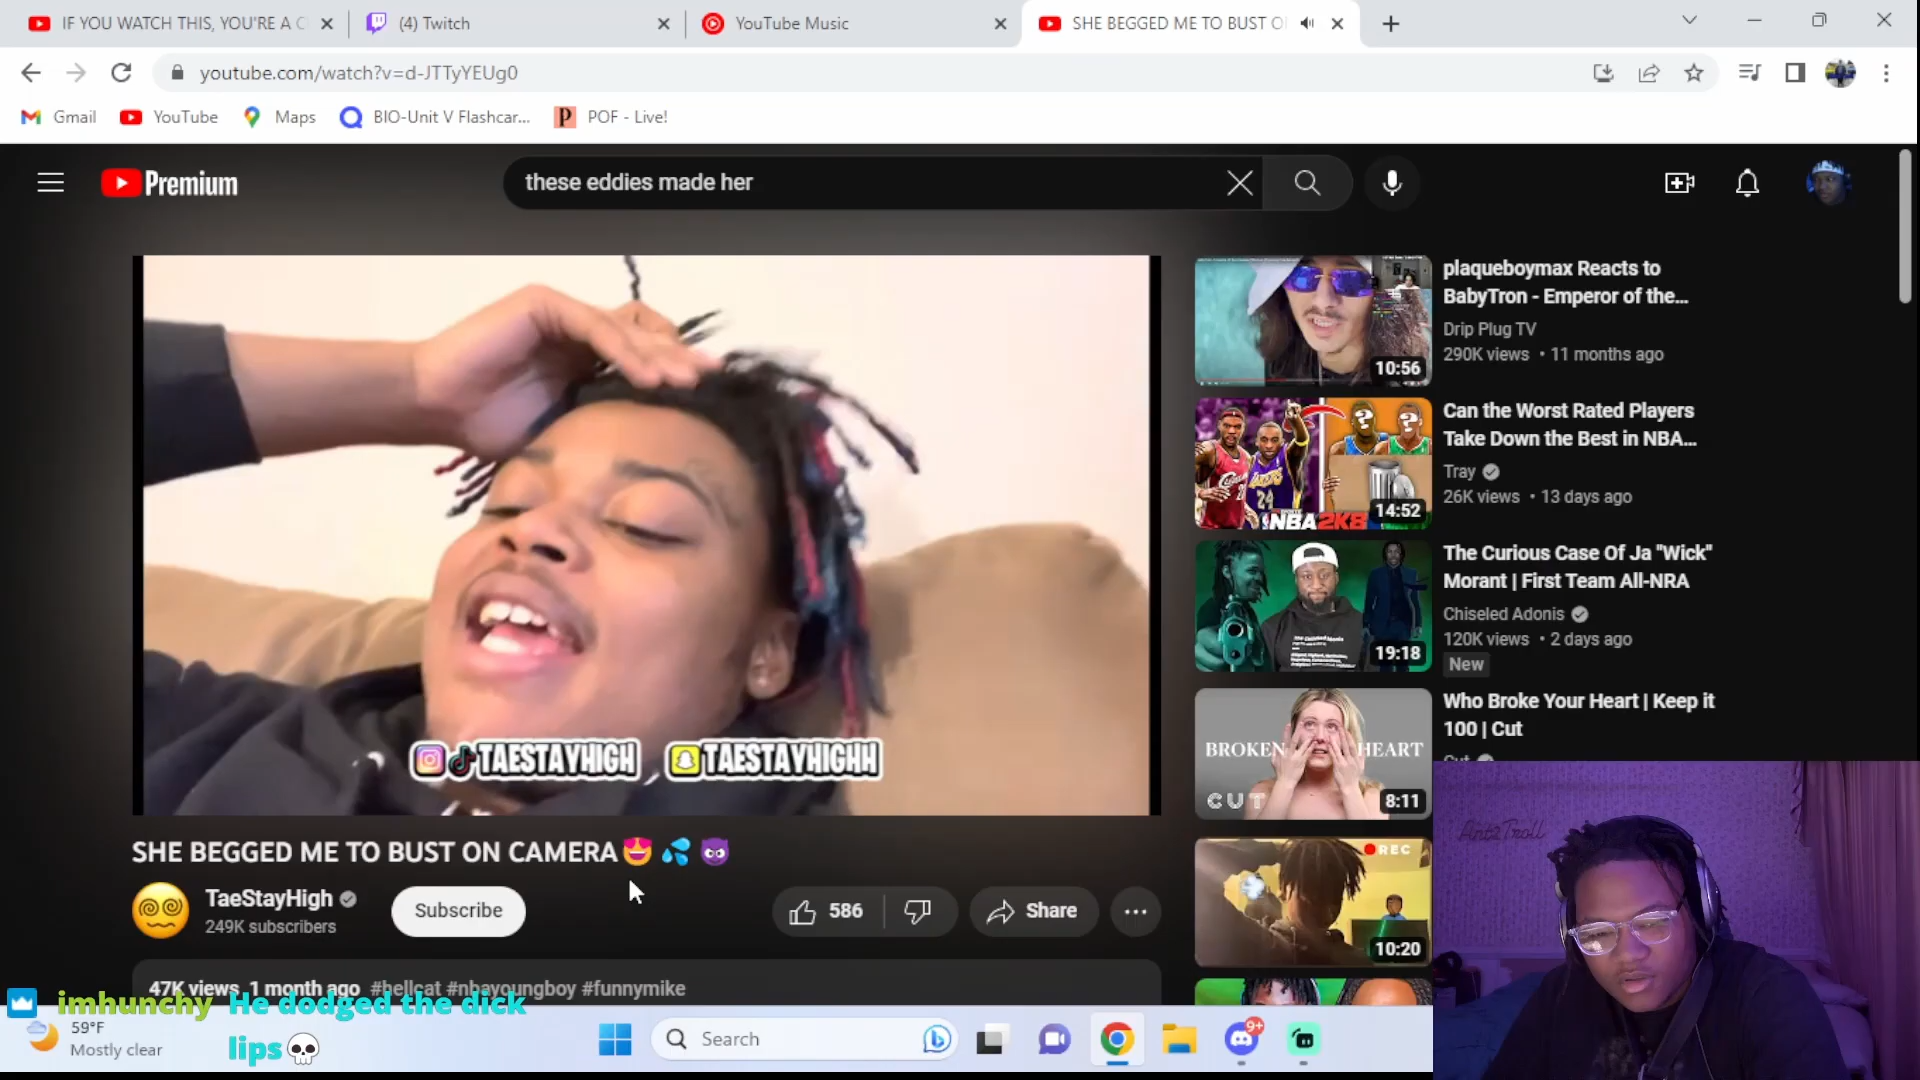 IF YOU WATCH THIS, YOU'RE A C
(4) Twitch
YouTube Music
SHE BEGGED ME TO BUST O
youtube.com/watch?v=d-JTTyYEUg0
Gmail
YouTube
Maps
BIO-Unit V Flashcar...
POF - Live!
Premium
these eddies made her
plaqueboymax Reacts to
BabyTron - Emperor of the...
Drip Plug TV
290K views • 11 months ago
10:56
Can the Worst Rated Players
Take Down the Best in NBA...
Tray
26K views • 13 days ago
NBA 2K8
14:52
The Curious Case Of Ja "Wick"
Morant | First Team All-NRA
Chiseled Adonis
120K views • 2 days ago
New
19:18
Who Broke Your Heart | Keep it
100 | Cut
BROKEN HEART
CUT
8:11
REC
10:20
TAESTAYHIGH , TAESTAYHIGHH
SHE BEGGED ME TO BUST ON CAMERA😍 💦 😈
TaeStayHigh
249K subscribers
Subscribe
586
Share
47K views 1 month ago #hellcat #nbayoungboy #funnymike
imhunchy He dodged the dick
lips💀
59°F
Mostly clear
Search
9+